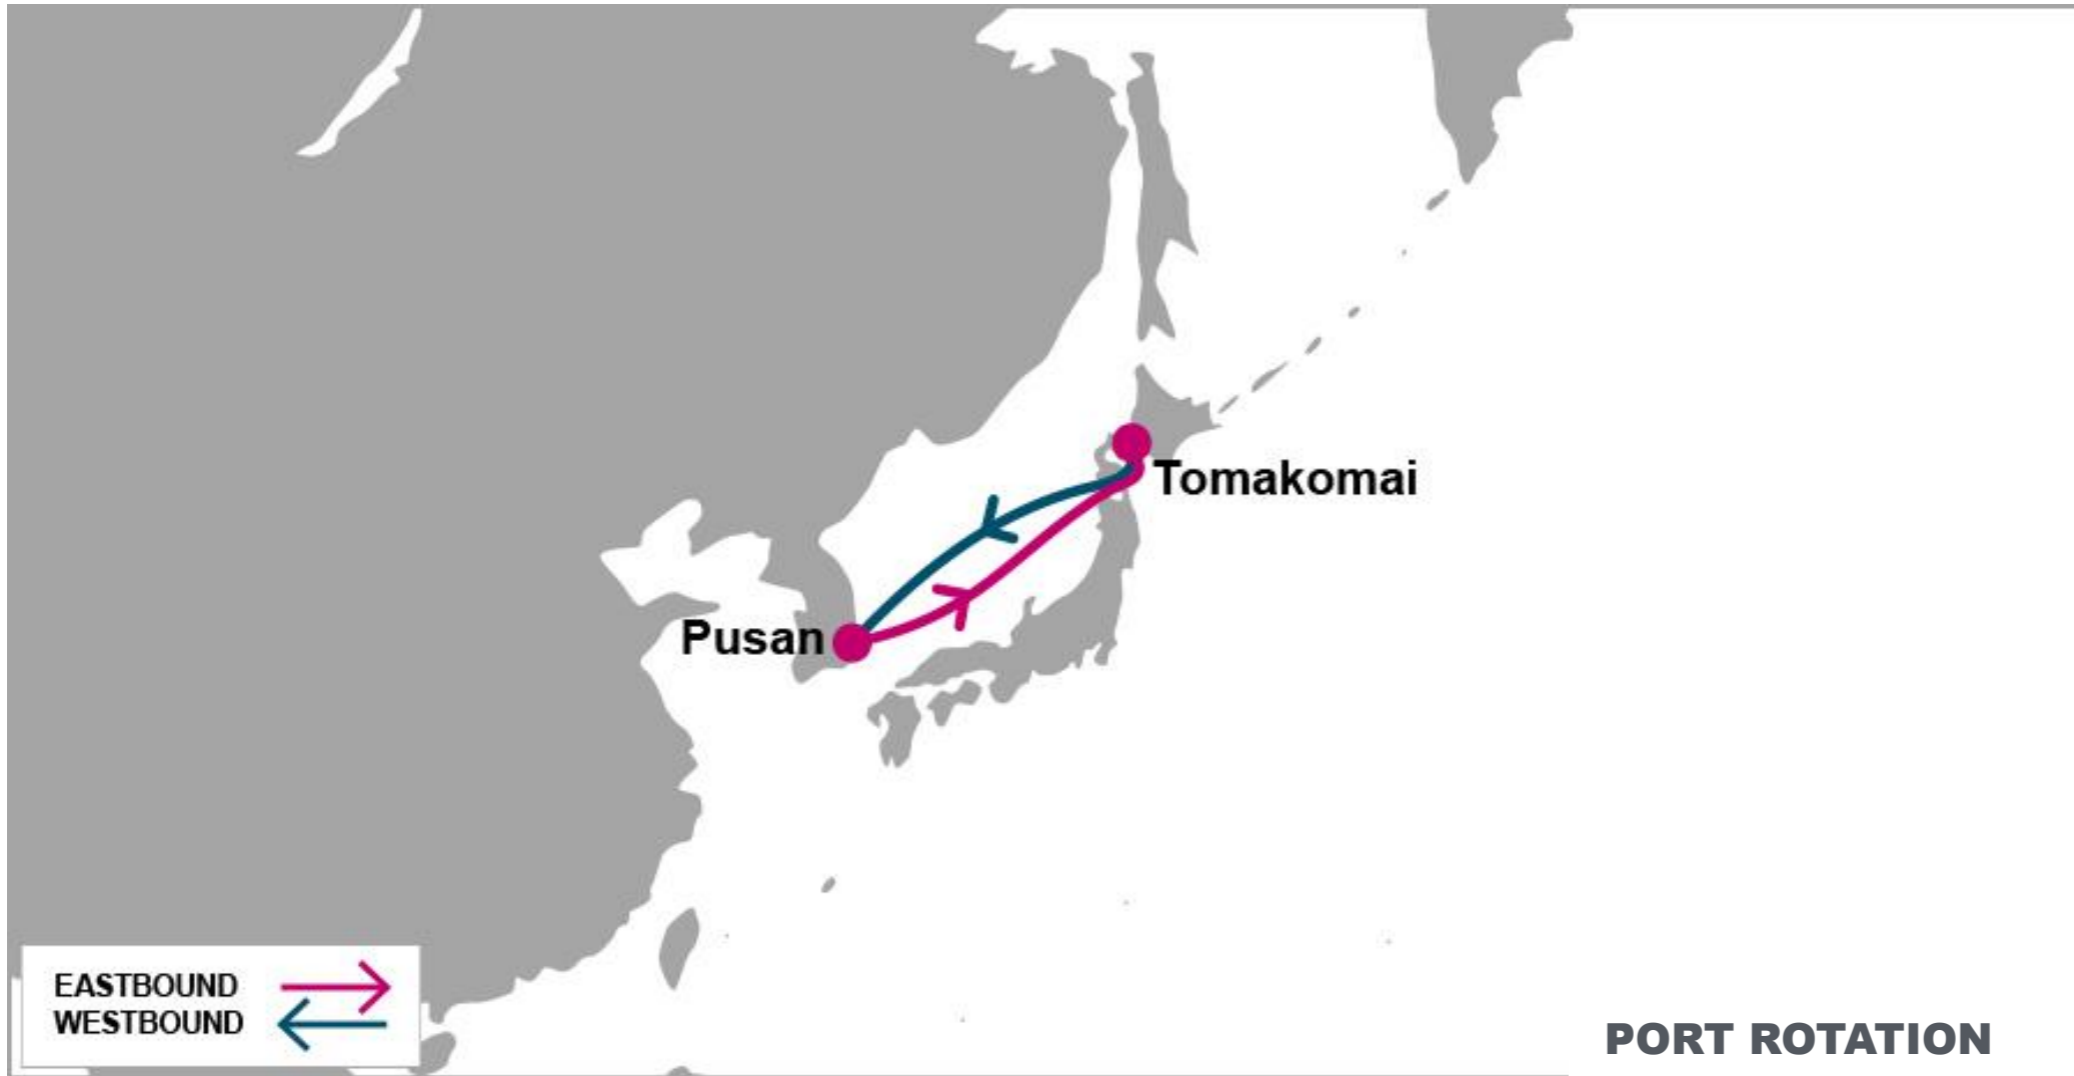 Tomakomai
Pusan
EASTBOUND
WESTBOUND
PORT ROTATION